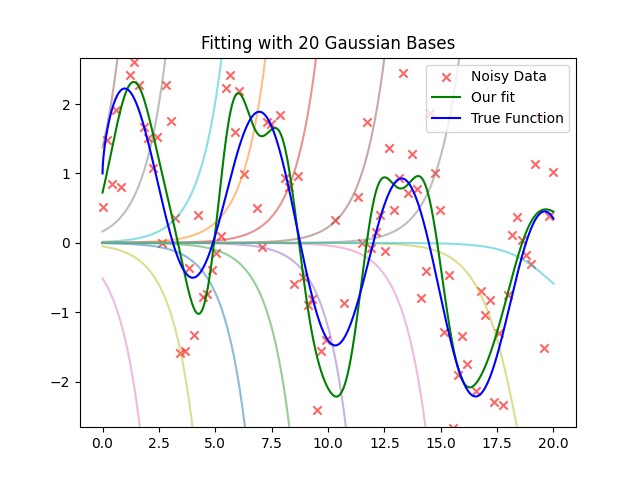 Fitting with 20 Gaussian Bases
Noisy Data
Our fit
True Function
2
1
0
−1
−2
0.0 2.5 5.0 7.5 10.0 12.5 15.0 17.5 20.0